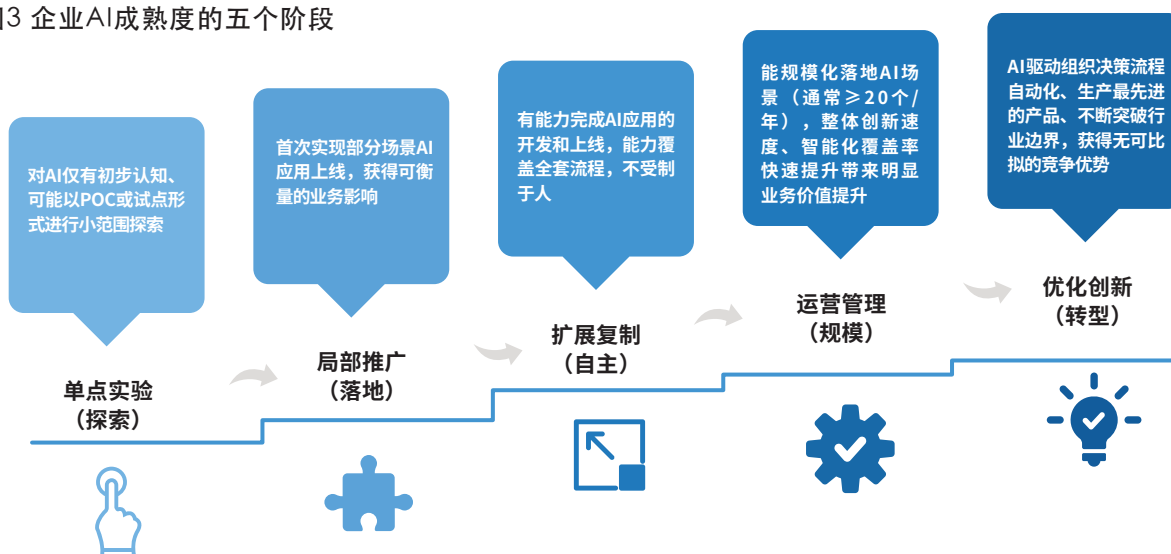 3 企业AI成熟度的五个阶段
对AI仅有初步认知、
可能以POC或试点形
式进行小范围探索
单点实验
（探索）
首次实现部分场景AI
应用上线，获得可衡
量的业务影响
局部推广
（落地）
有能力完成AI应用的
开发和上线，能力覆
盖全套流程，不受制
于人
扩展复制
（自主）
能规模化落地AI场
景（通常≥20个/
年），整体创新速
度、智能化覆盖率
快速提升带来明显
业务价值提升
运营管理
（规模）
AI驱动组织决策流程
自动化、生产最先进
的产品、不断突破行
业边界，获得无可比
拟的竞争优势
优化创新
（转型）